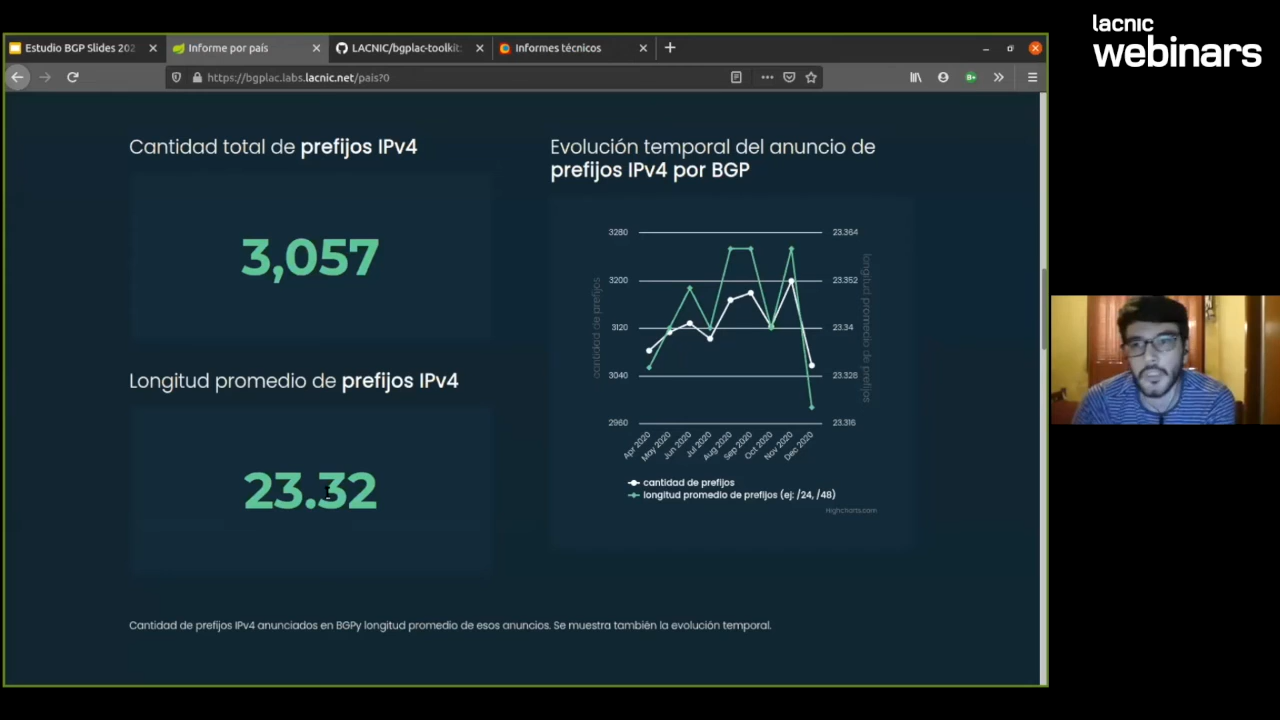 lacnic
webinars
Estudio BGP Slides 202
Informe por país
LACNIC/bgplac-toolkit
Informes técnicos
https://bgplac.labs.lacnic.net/pais?0
Cantidad total de prefijos IPv4
3,057
Longitud promedio de prefijos IPv4
23.32
Evolución temporal del anuncio de
prefijos IPv4 por BGP
3280
3200
3120
3040
2960
cantidad de prefijos
23.364
23.352
23.34
23.328
23.316
longitud promedio de prefijos
Apr 2020
May 2020
Jun 2020
Jul 2020
Aug 2020
Sep 2020
Oct 2020
Nov 2020
Dec 2020
cantidad de prefijos
longitud promedio de prefijos (ej: /24, /48)
Highcharts.com
Cantidad de prefijos IPv4 anunciados en BGPy longitud promedio de esos anuncios. Se muestra también la evolución temporal.